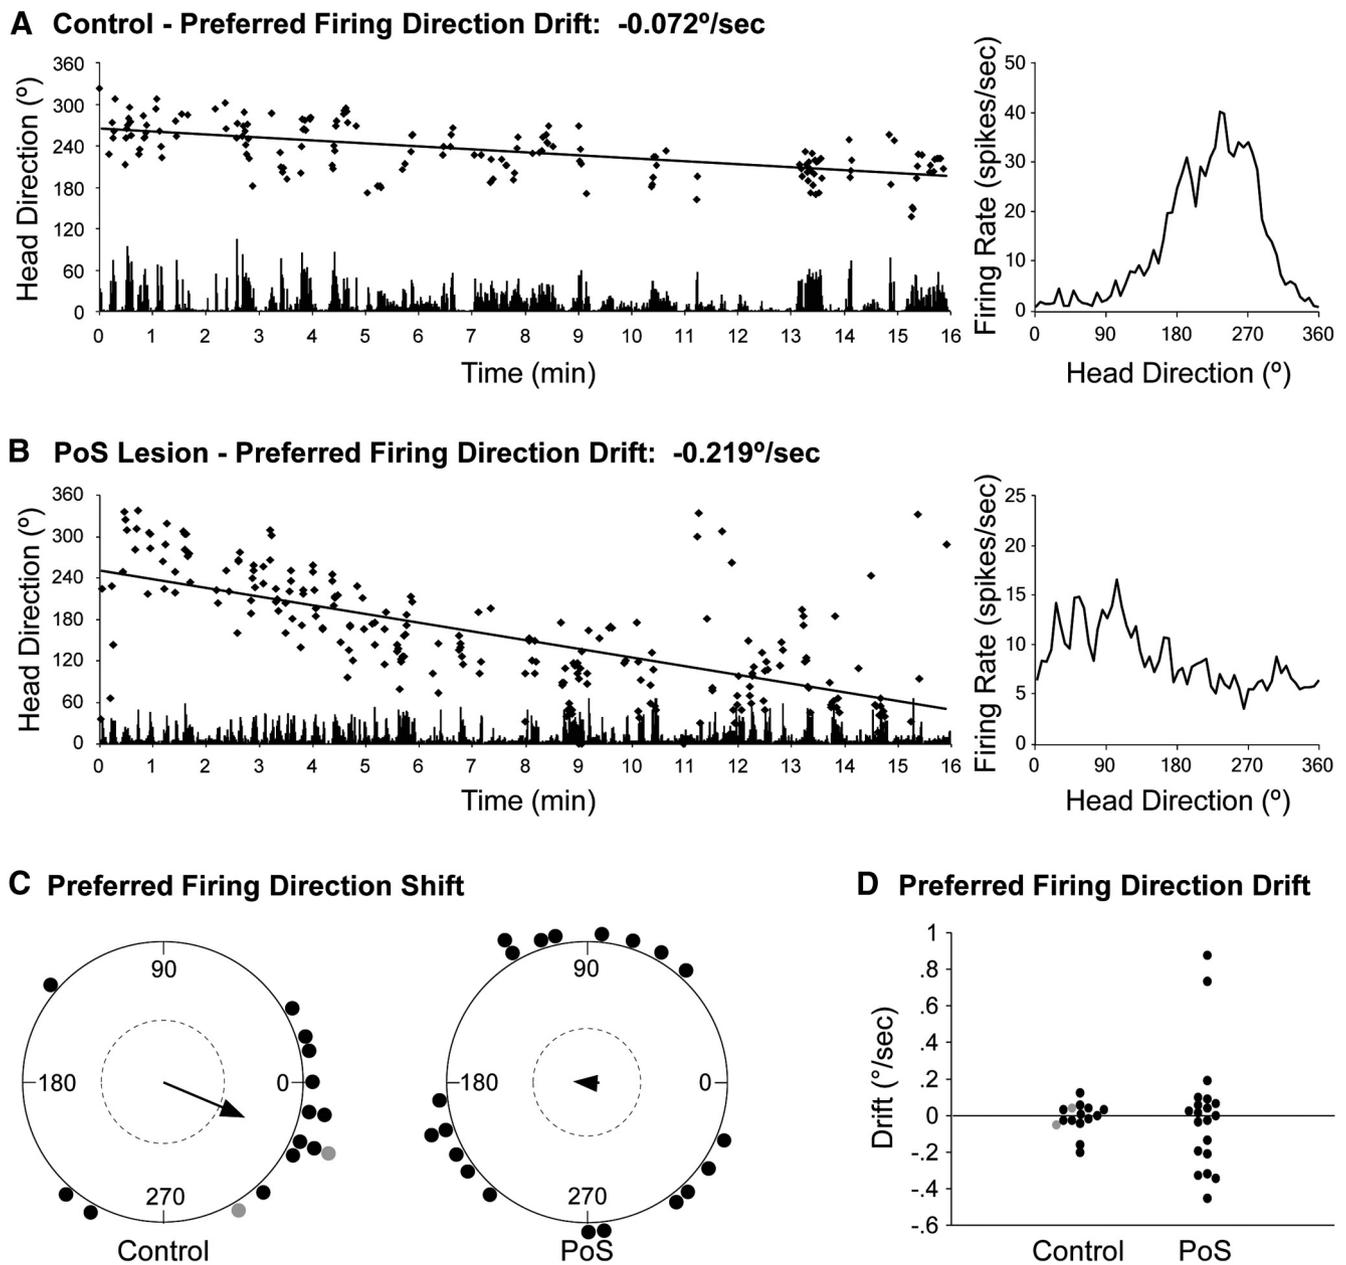 A Control - Preferred Firing Direction Drift: -0.072º/sec
Head Direction (º)
360
300
240
180
120
60
0
0 1 2 3 4 5 6 7 8 9 10 11 12 13 14 15 16
Time (min)
Firing Rate (spikes/sec)
50
40
30
20
10
0
0 90 180 270 360
Head Direction (º)
B PoS Lesion - Preferred Firing Direction Drift: -0.219º/sec
Head Direction (º)
360
300
240
180
120
60
0
0 1 2 3 4 5 6 7 8 9 10 11 12 13 14 15 16
Time (min)
Firing Rate (spikes/sec)
25
20
15
10
5
0
0 90 180 270 360
Head Direction (º)
C Preferred Firing Direction Shift
90
180 0
270
Control
90
180 0
270
PoS
D Preferred Firing Direction Drift
Drift (°/sec)
1
.8
.6
.4
.2
0
-.2
-.4
-.6
Control PoS